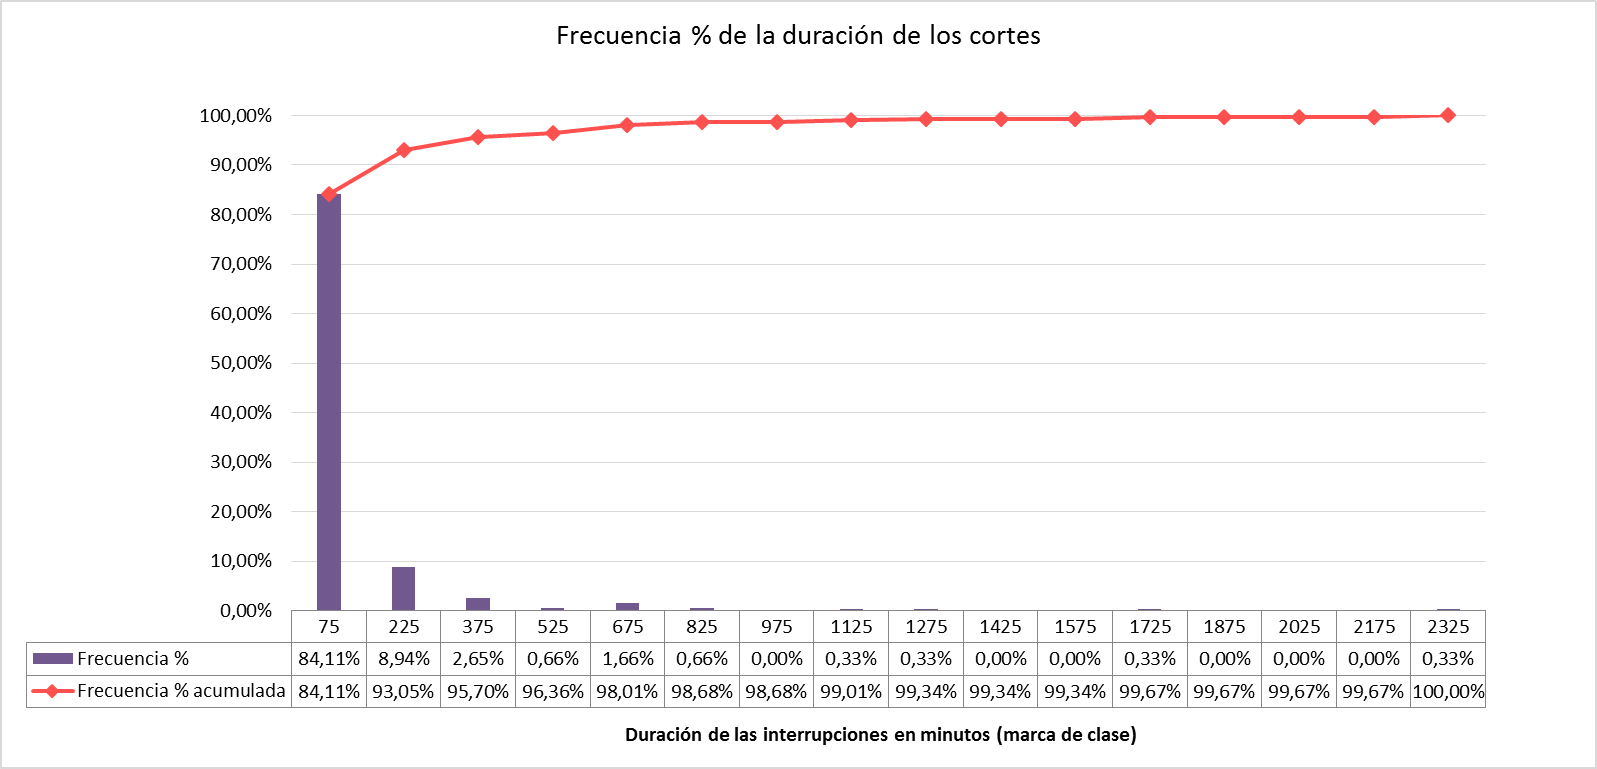 Frecuencia % de la duración de los cortes
100,00%
90,00%
80,00%
70,00%
60,00%
50,00%
40,00%
30,00%
20,00%
10,00%
0,00%
75 225 375 525 675 825 975 1125 1275 1425 1575 1725 1875 2025 2175 2325
Frecuencia % 84,11% 8,94% 2,65% 0,66% 1,66% 0,66% 0,00% 0,33% 0,33% 0,00% 0,00% 0,33% 0,00% 0,00% 0,00% 0,33%
Frecuencia % acumulada 84,11% 93,05% 95,70% 96,36% 98,01% 98,68% 98,68% 99,01% 99,34% 99,34% 99,34% 99,67% 99,67% 99,67% 99,67% 100,00%
Duración de las interrupciones en minutos (marca de clase)